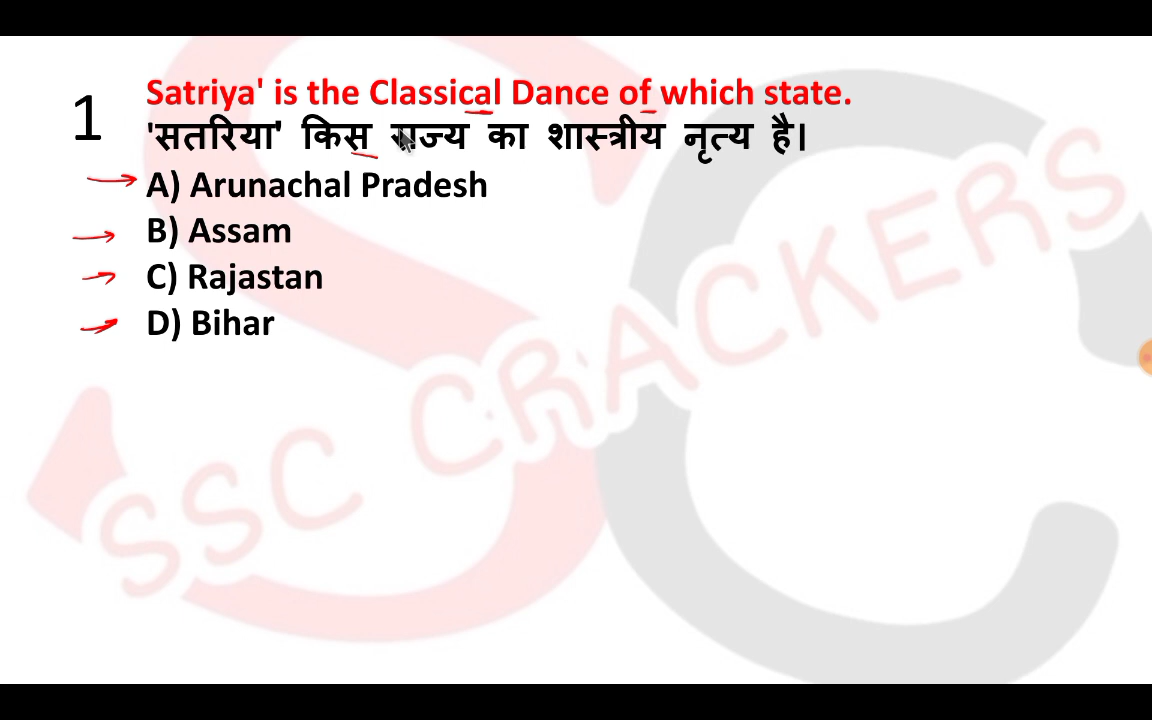 1
Satriya' is the Classical Dance of which state.
'सतरिया' किस राज्य का शास्त्रीय नृत्य है।
A) Arunachal Pradesh
B) Assam
C) Rajastan
D) Bihar
SSC CRACKERS